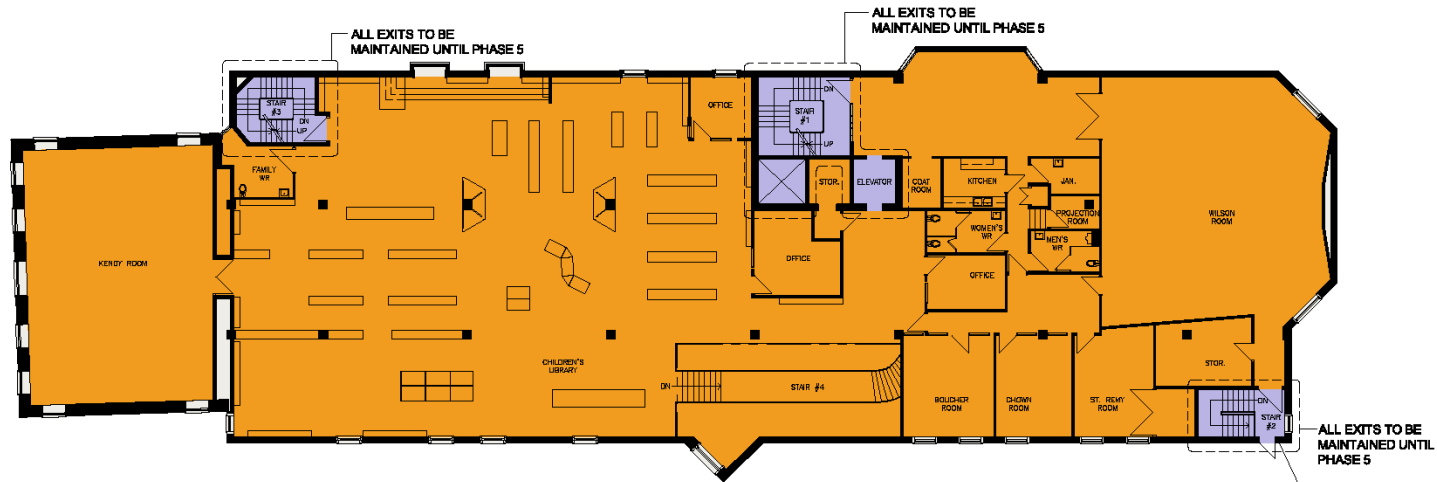 ALL EXITS TO BE
MAINTAINED UNTIL PHASE 5
ALL EXITS TO BE
MAINTAINED UNTIL PHASE 5
STAIR
#3
DN
UP
OFFICE
DN
STAIR
#1
UP
FAMILY
WR
STOR.
ELEVATOR
COAT
ROOM
KITCHEN
JAN.
PROJECTION
ROOM
WILSON
ROOM
WOMEN'S
WR
MEN'S
WR
KENDY ROOM
OFFICE
OFFICE
CHILDREN'S
LIBRARY
DN
STAIR #4
STOR.
BOUCHER
ROOM
CHOWN
ROOM
ST. REMY
ROOM
DN
STAIR
#2
ALL EXITS TO BE
MAINTAINED UNTIL
PHASE 5